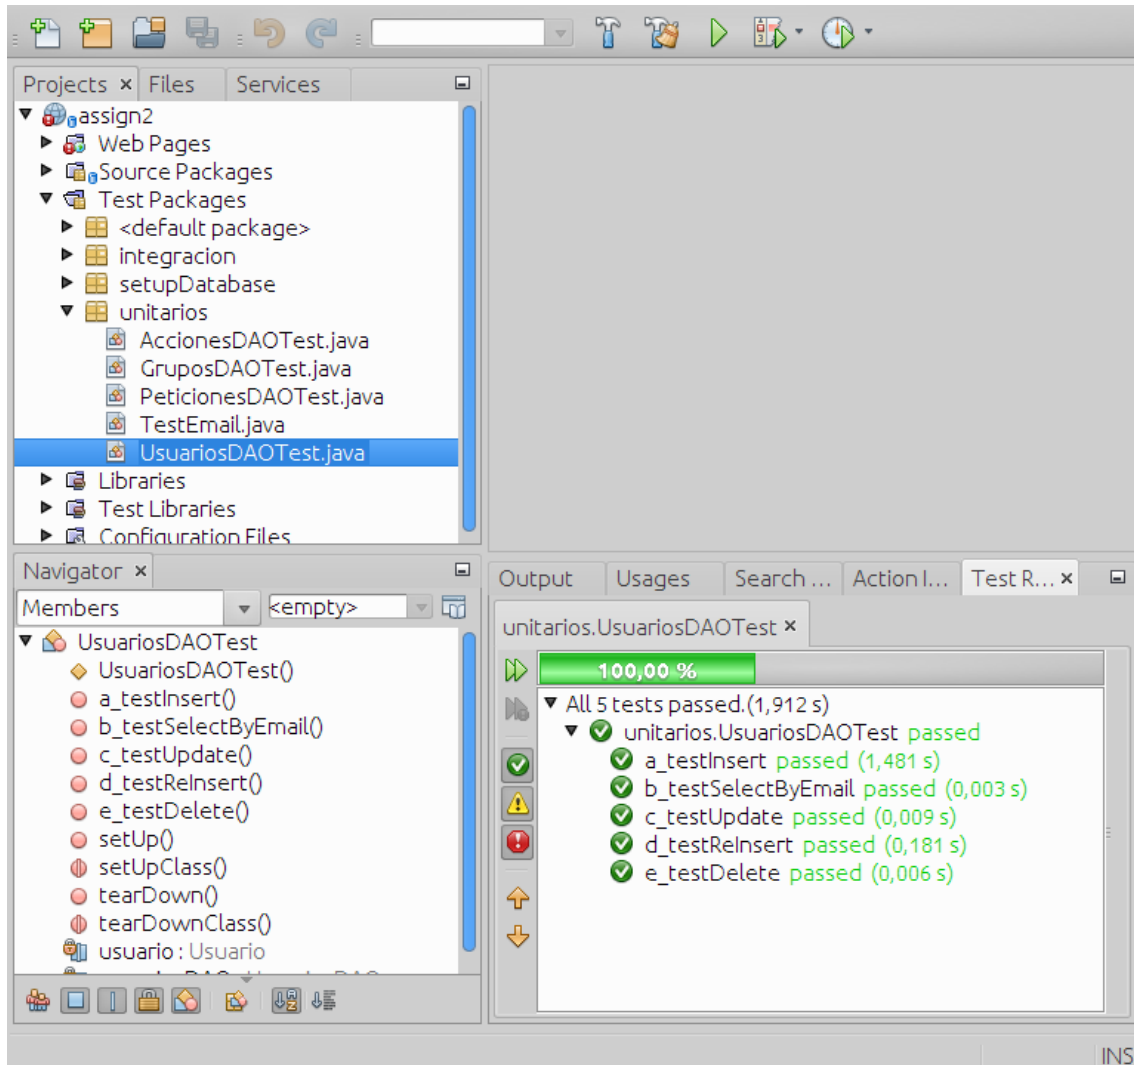 Projects Files Services
assign2
Web Pages
Source Packages
Test Packages
<default package>
integracion
setupDatabase
unitarios
AccionesDAOTest.java
GruposDAOTest.java
PeticionesDAOTest.java
TestEmail.java
UsuariosDAOTest.java
Libraries
Test Libraries
Configuration Files
Navigator
Members <empty>
UsuariosDAOTest
UsuariosDAOTest()
a_testInsert()
b_testSelectByEmail()
c_testUpdate()
d_testReInsert()
e_testDelete()
setUp()
setUpClass()
tearDown()
tearDownClass()
usuario : Usuario
Output Usages Search ... Action I... Test R...
unitarios.UsuariosDAOTest
100,00 %
All 5 tests passed.(1,912 s)
unitarios.UsuariosDAOTest passed
a_testInsert passed (1,481 s)
b_testSelectByEmail passed (0,003 s)
c_testUpdate passed (0,009 s)
d_testReInsert passed (0,181 s)
e_testDelete passed (0,006 s)
INS